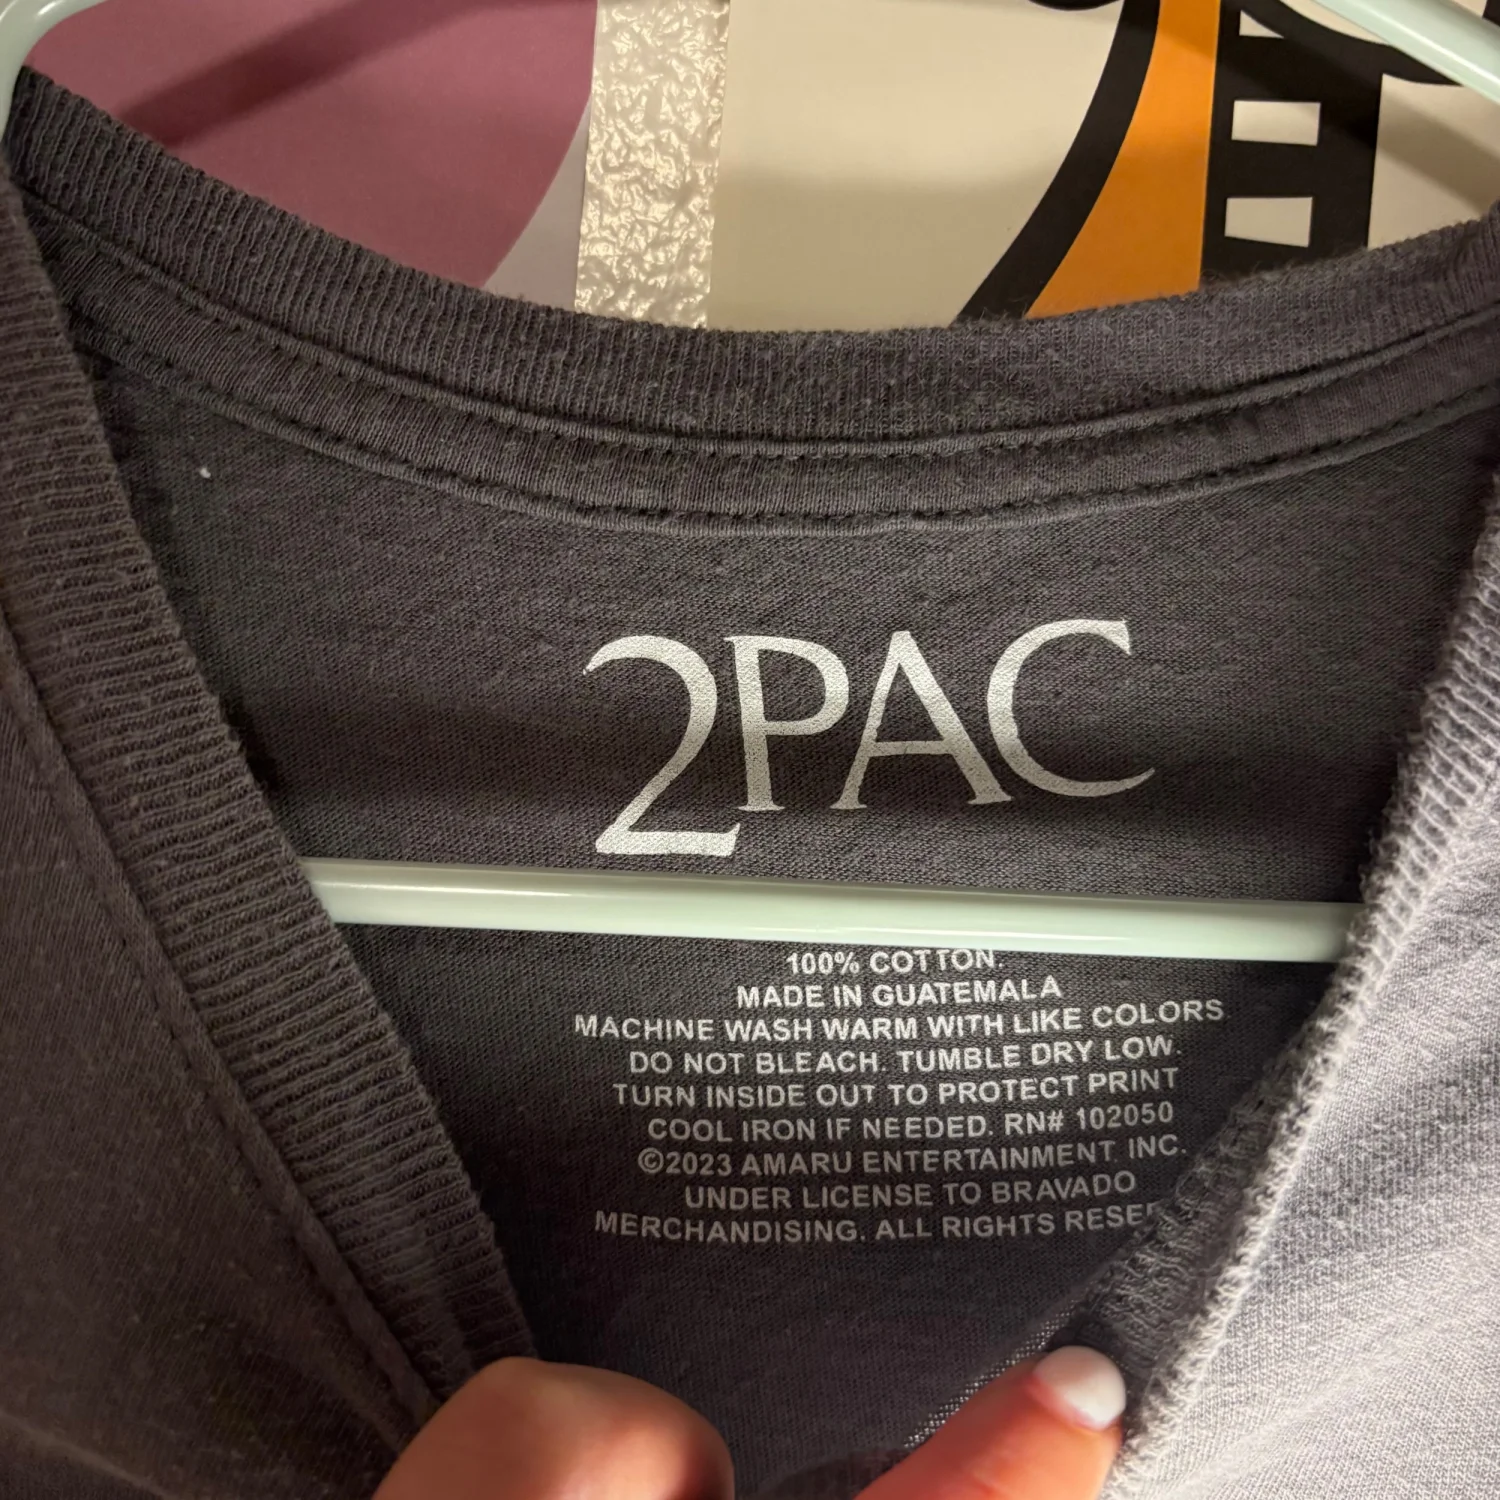 2PAC
100% COTTON.
MADE IN GUATEMALA
MACHINE WASH WARM WITH LIKE COLORS
DO NOT BLEACH. TUMBLE DRY LOW.
TURN INSIDE OUT TO PROTECT PRINT
COOL IRON IF NEEDED. RN# 102050
©2023 AMARU ENTERTAINMENT INC.
UNDER LICENSE TO BRAVADO
MERCHANDISING. ALL RIGHTS